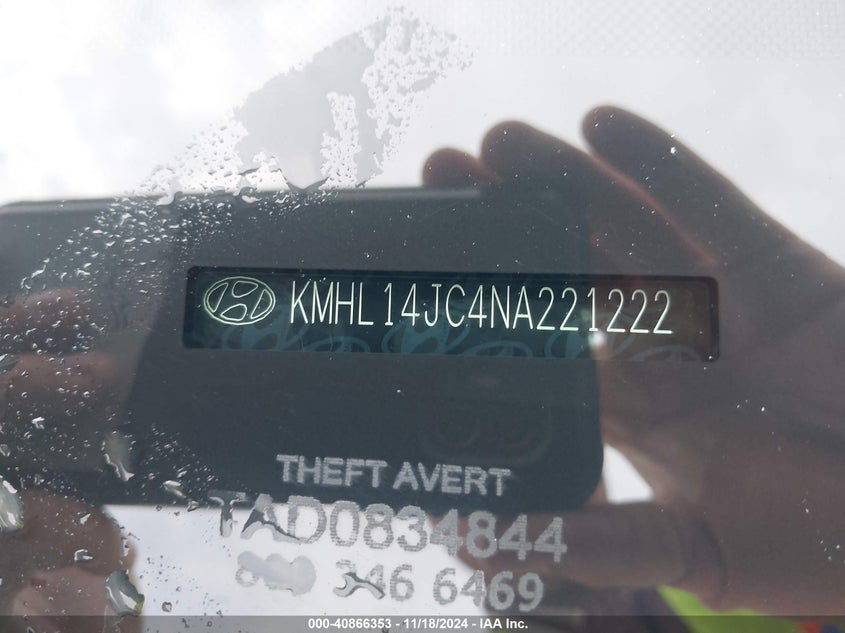 KMHL14JC4NA221222
THEFT AVERT
TAD0834844
346 6469
000-40866353 - 11/18/2024 - IAA Inc.